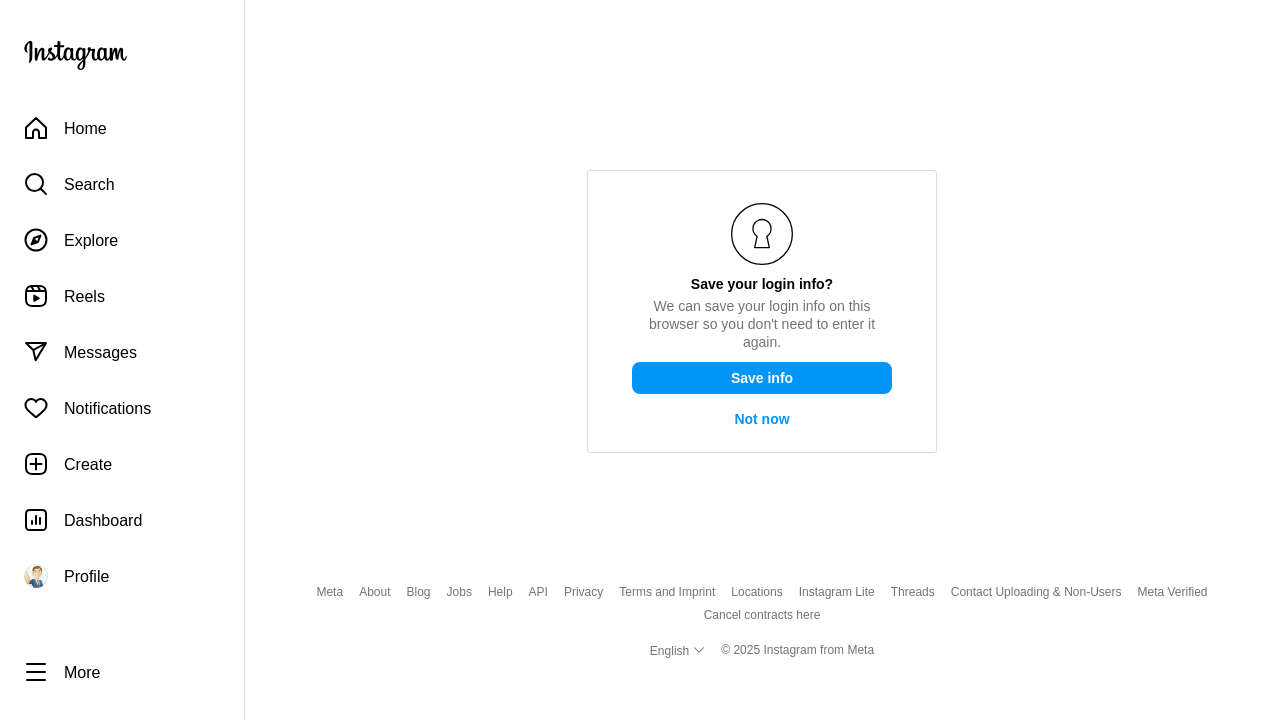 Instagram
Home
Search
Explore
Reels
Messages
Notifications
Create
Dashboard
Profile
More
Save your login info?
We can save your login info on this
browser so you don't need to enter it
again.
Save info
Not now
Meta About Blog Jobs Help API Privacy Terms and Imprint Locations Instagram Lite Threads Contact Uploading & Non-Users Meta Verified
Cancel contracts here
English © 2025 Instagram from Meta